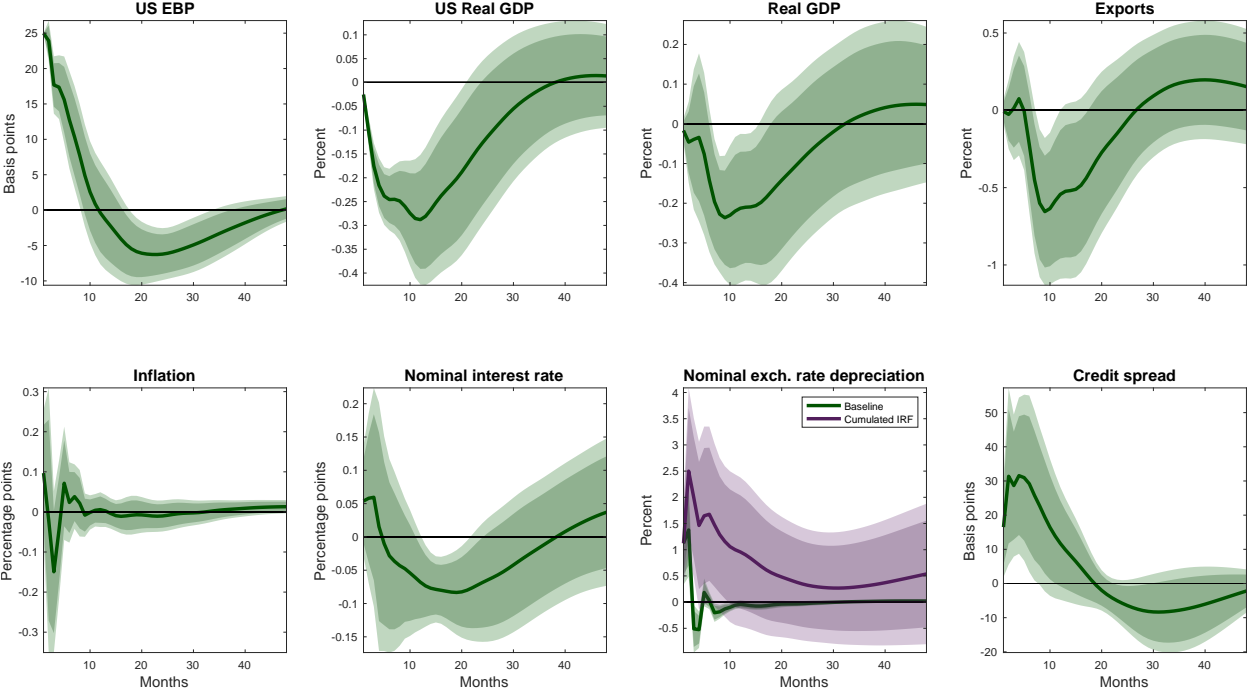 US EBP
Basis points
25
20
15
10
5
0
-5
-10
10 20 30 40
US Real GDP
Percent
0.1
0.05
0
-0.05
-0.1
-0.15
-0.2
-0.25
-0.3
-0.35
-0.4
10 20 30 40
Real GDP
Percent
0.2
0.1
0
-0.1
-0.2
-0.3
-0.4
10 20 30 40
Exports
Percent
0.5
0
-0.5
-1
10 20 30 40
Inflation
Percentage points
0.3
0.2
0.1
0
-0.1
-0.2
-0.3
10 20 30 40
Months
Nominal interest rate
Percentage points
0.2
0.15
0.1
0.05
0
-0.05
-0.1
-0.15
10 20 30 40
Months
Nominal exch. rate depreciation
Baseline
Cumulated IRF
Percent
4
3.5
3
2.5
2
1.5
1
0.5
0
-0.5
10 20 30 40
Months
Credit spread
Basis points
50
40
30
20
10
0
-10
-20
10 20 30 40
Months